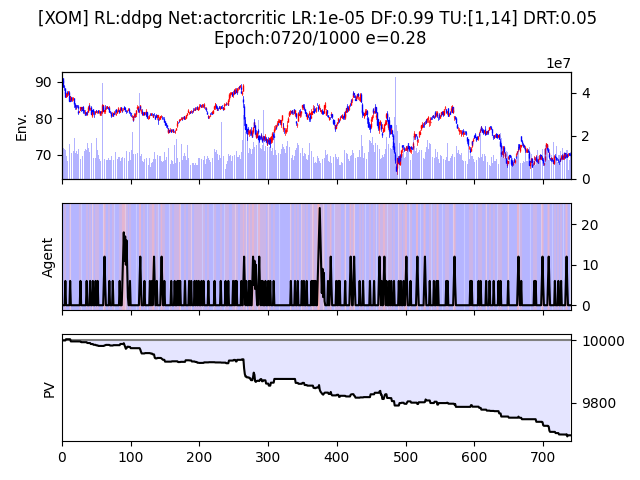 [XOM] RL:ddpg Net:actorcritic LR:1e-05 DF:0.99 TU:[1,14] DRT:0.05
Epoch:0720/1000 e=0.28
1e7
90
80
70
Env.
4
2
0
Agent
20
10
0
PV
10000
9800
0 100 200 300 400 500 600 700